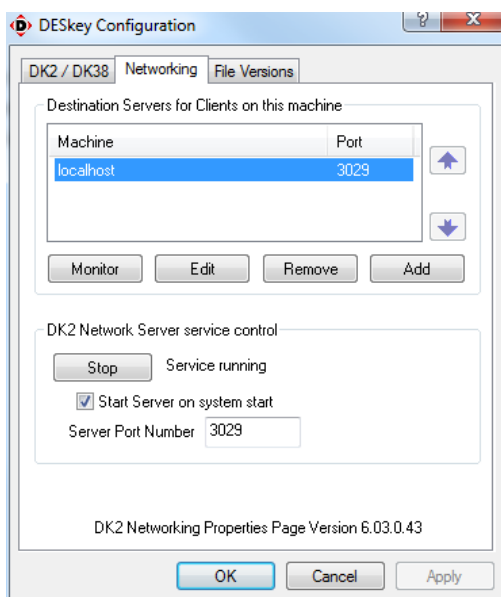 DESkey Configuration
DK2 / DK38 Networking File Versions
Destination Servers for Clients on this machine
Machine Port
localhost 3029
Monitor Edit Remove Add
DK2 Network Server service control
Stop Service running
Start Server on system start
Server Port Number 3029
DK2 Networking Properties Page Version 6.03.0.43
OK Cancel Apply